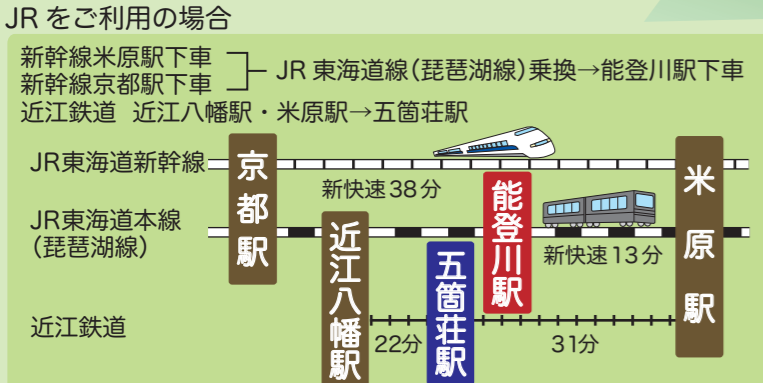 JR をご利用の場合
新幹線米原駅下車
新幹線京都駅下車
JR 東海道線(琵琶湖線)乗換→能登川駅下車
近江鉄道 近江八幡駅・米原駅→五箇荘駅
JR東海道新幹線
京都駅
米原駅
新快速38分
能登川駅
JR東海道本線
(琵琶湖線)
近江八幡駅
五箇荘駅
新快速13分
近江鉄道
22分
31分